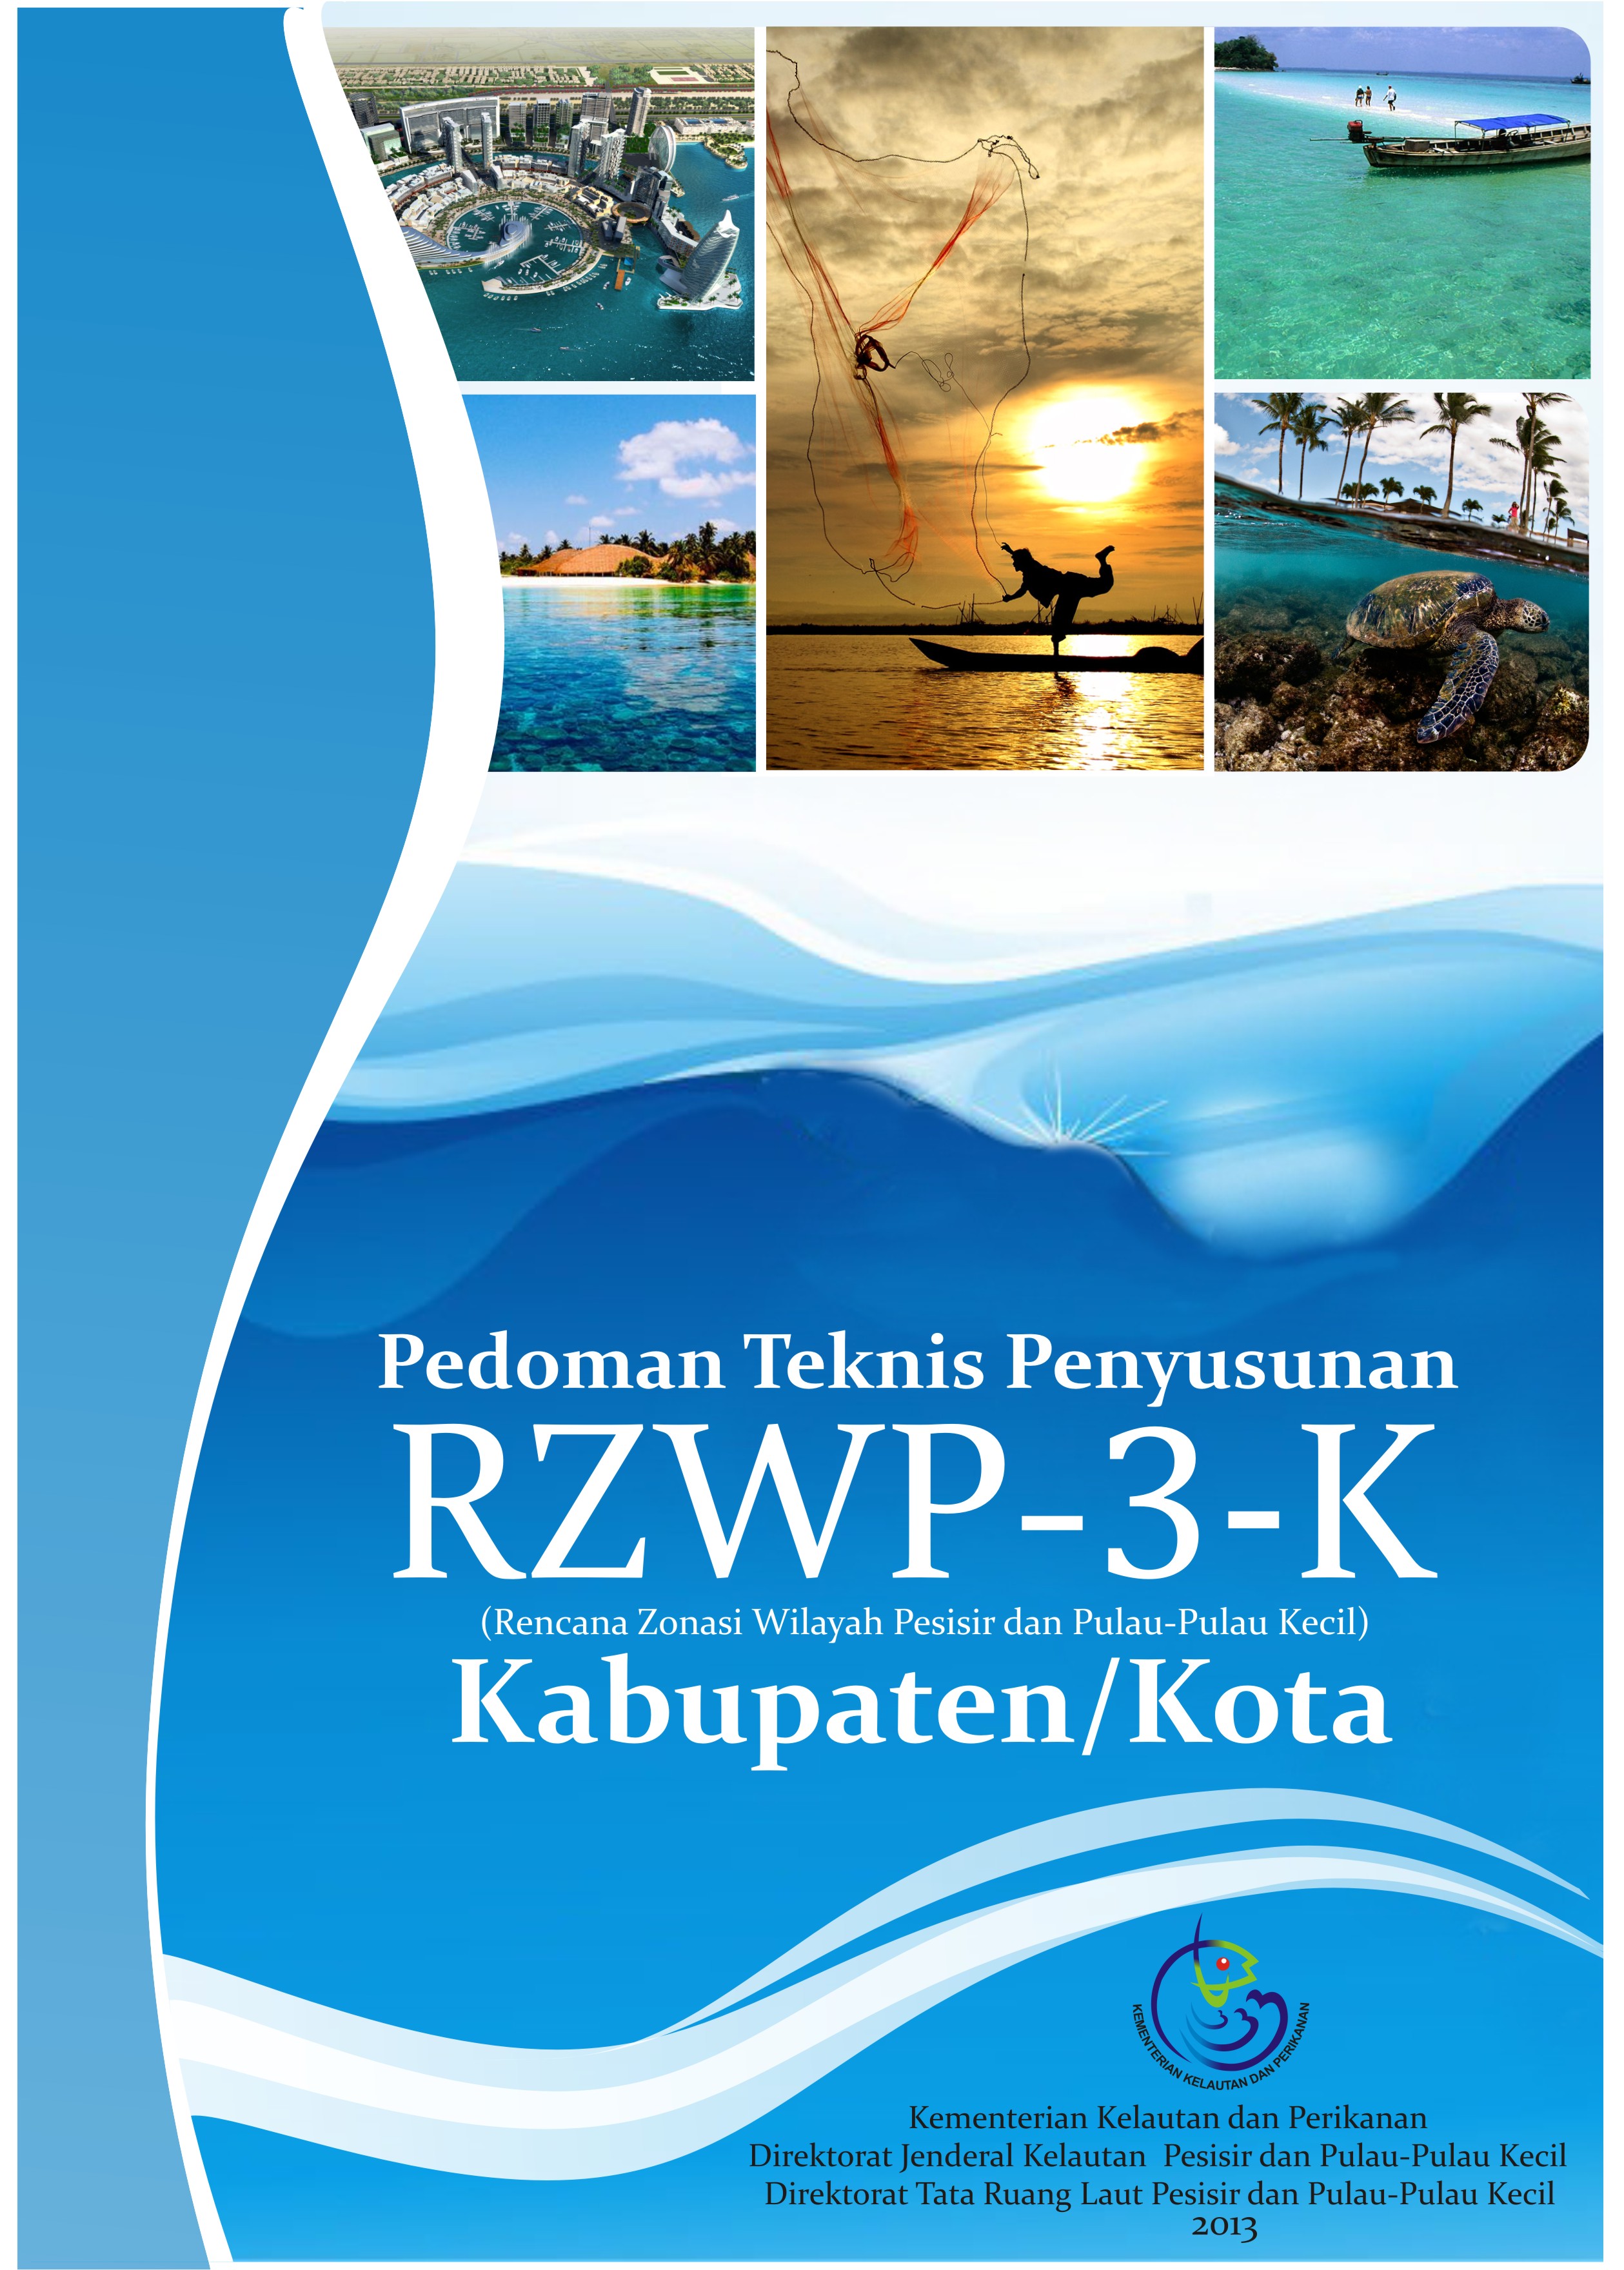 Pedoman Teknis Penyusunan
RZWP-3-K
(Rencana Zonasi Wilayah Pesisir dan Pulau-Pulau Kecil)
Kabupaten/Kota
KEMENTERIAN KELAUTAN DAN PERIKANAN
Kementerian Kelautan dan Perikanan
Direktorat Jenderal Kelautan Pesisir dan Pulau-Pulau Kecil
Direktorat Tata Ruang Laut Pesisir dan Pulau-Pulau Kecil
2013